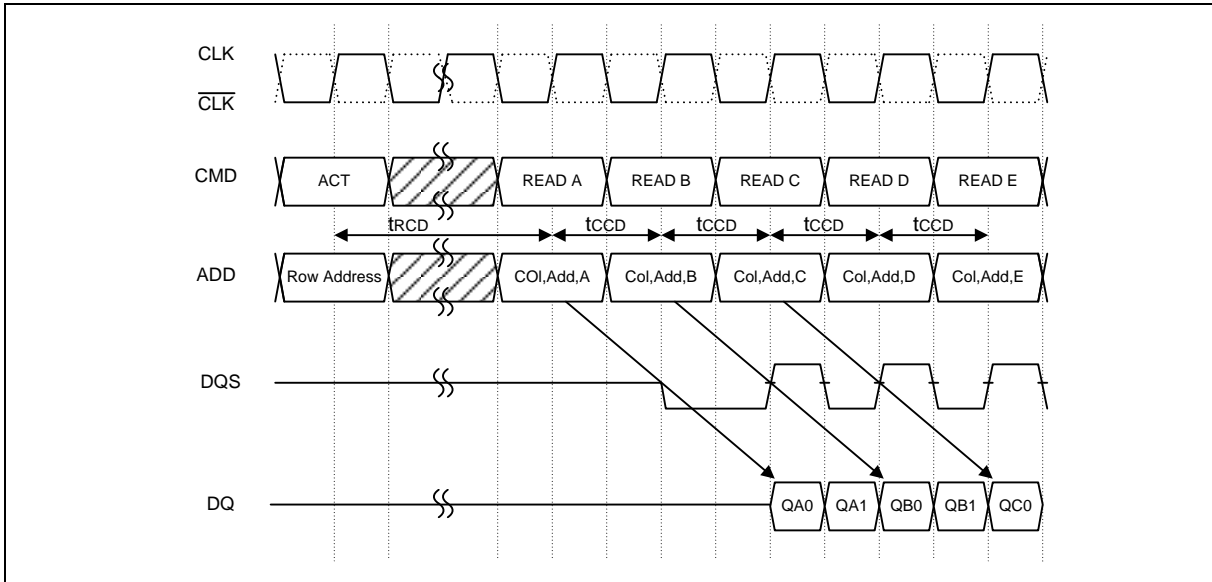 CLK
CLK
CMD
ACT
READ A
READ B
READ C
READ D
READ E
tRCD
tCCD
tCCD
tCCD
tCCD
ADD
Row Address
COl,Add,A
Col,Add,B
Col,Add,C
Col,Add,D
Col,Add,E
DQS
DQ
QA0
QA1
QB0
QB1
QC0